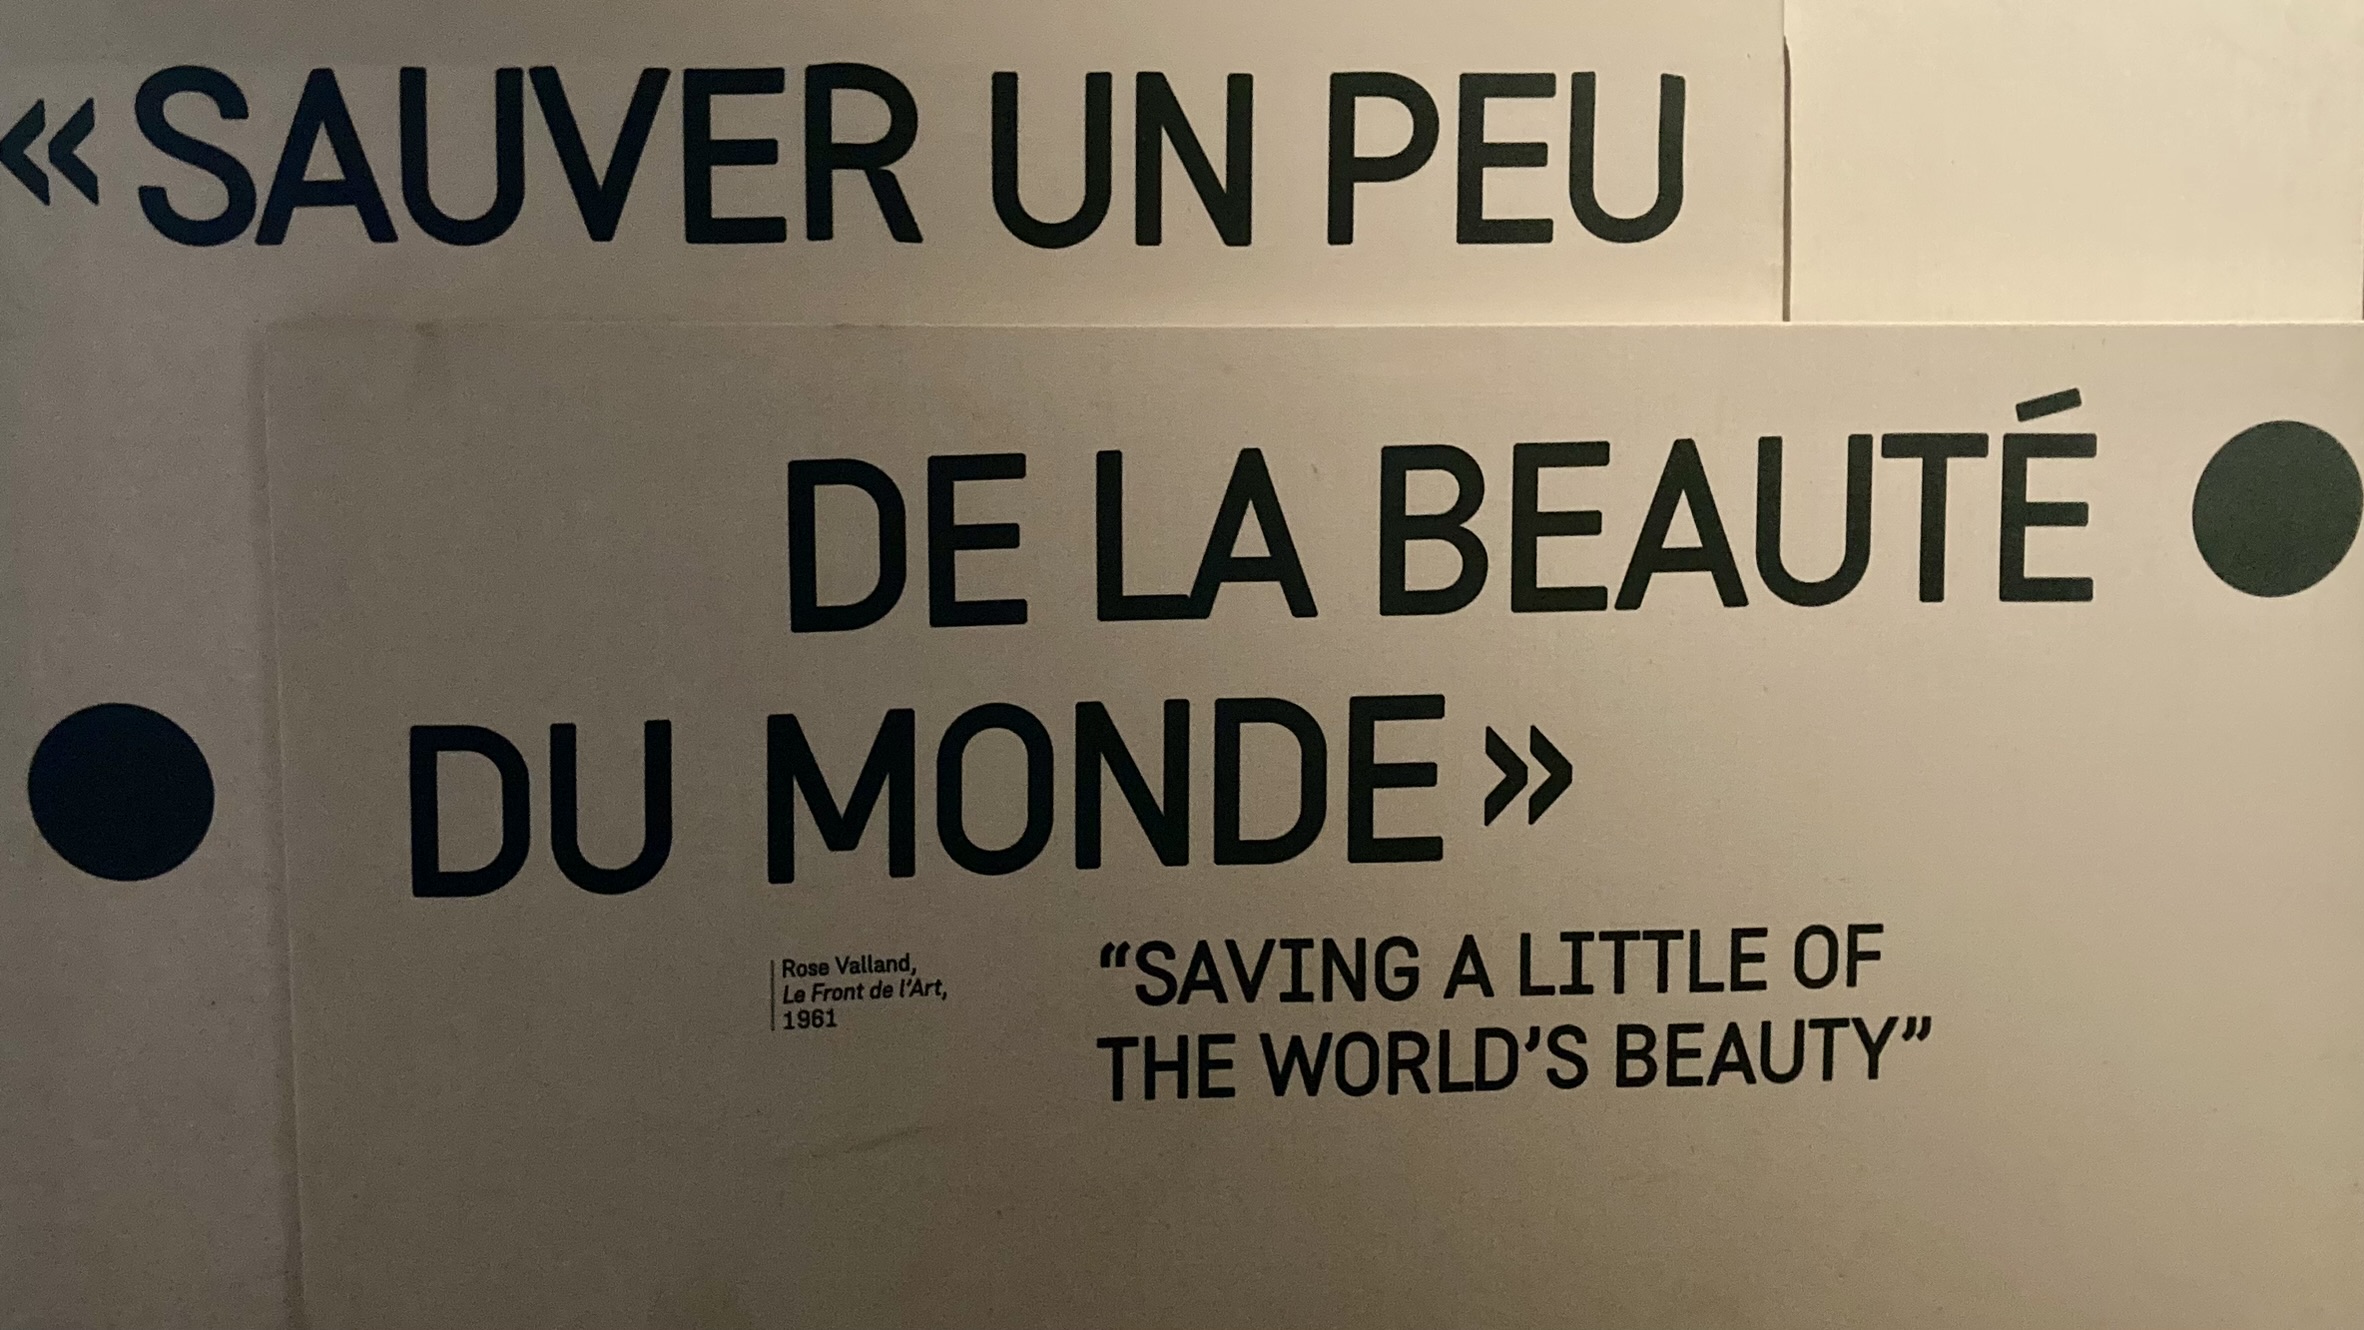 «SAUVER UN PEU
DE LA BEAUTÉ
DU MONDE»
Rose Valland,
Le Front de l'Art,
1961
“SAVING A LITTLE OF
THE WORLD’S BEAUTY”